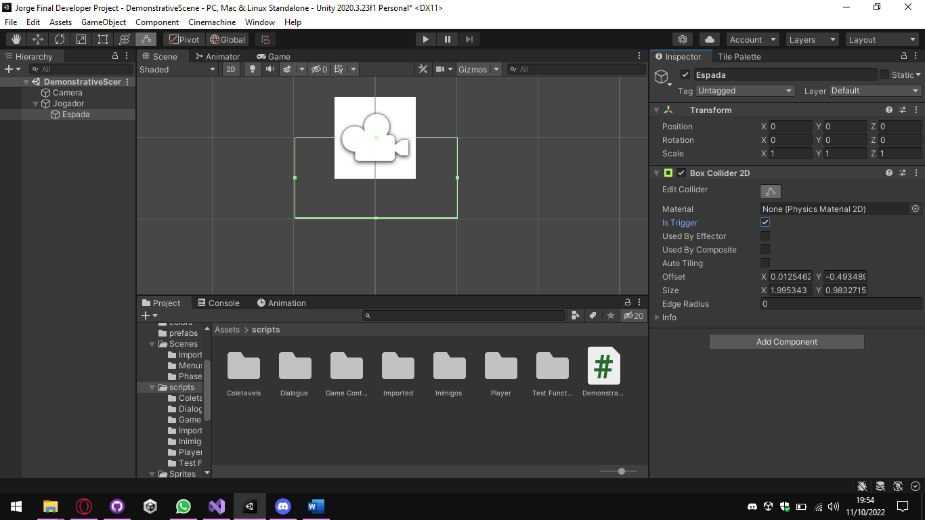 Jorge Final Developer Project - DemonstrativeScene - PC, Mac & Linux Standalone - Unity 2020.3.23f1 Personal* <DX11>
File Edit Assets GameObject Component Cinemachine Window Help
Pivot Global Account Layers Layout
Hierarchy
All
DemonstrativeScer
Camera
Jogador
Espada
Scene Animator Game
Shaded 2D 0 Gizmos All
Project Console Animation
20
colors
prefabs
Scenes
Import
Menus
Phase
scripts
Coleta
Dialog
Game
Import
Inimig
Player
Test F
Sprites
Assets > scripts
Coletaveis Dialogue Game Cont... Imported Inimigos Player Test Funct... Demonstra...
Inspector Tile Palette
Espada Static
Tag Untagged Layer Default
Transform
Position X 0 Y 0 Z 0
Rotation X 0 Y 0 Z 0
Scale X 1 Y 1 Z 1
Box Collider 2D
Edit Collider
Material None (Physics Material 2D)
Is Trigger
Used By Effector
Used By Composite
Auto Tiling
Offset X 0.0125462 Y -0.493489
Size X 1.995343 Y 0.9832715
Edge Radius 0
Info
Add Component
19:54
11/10/2022